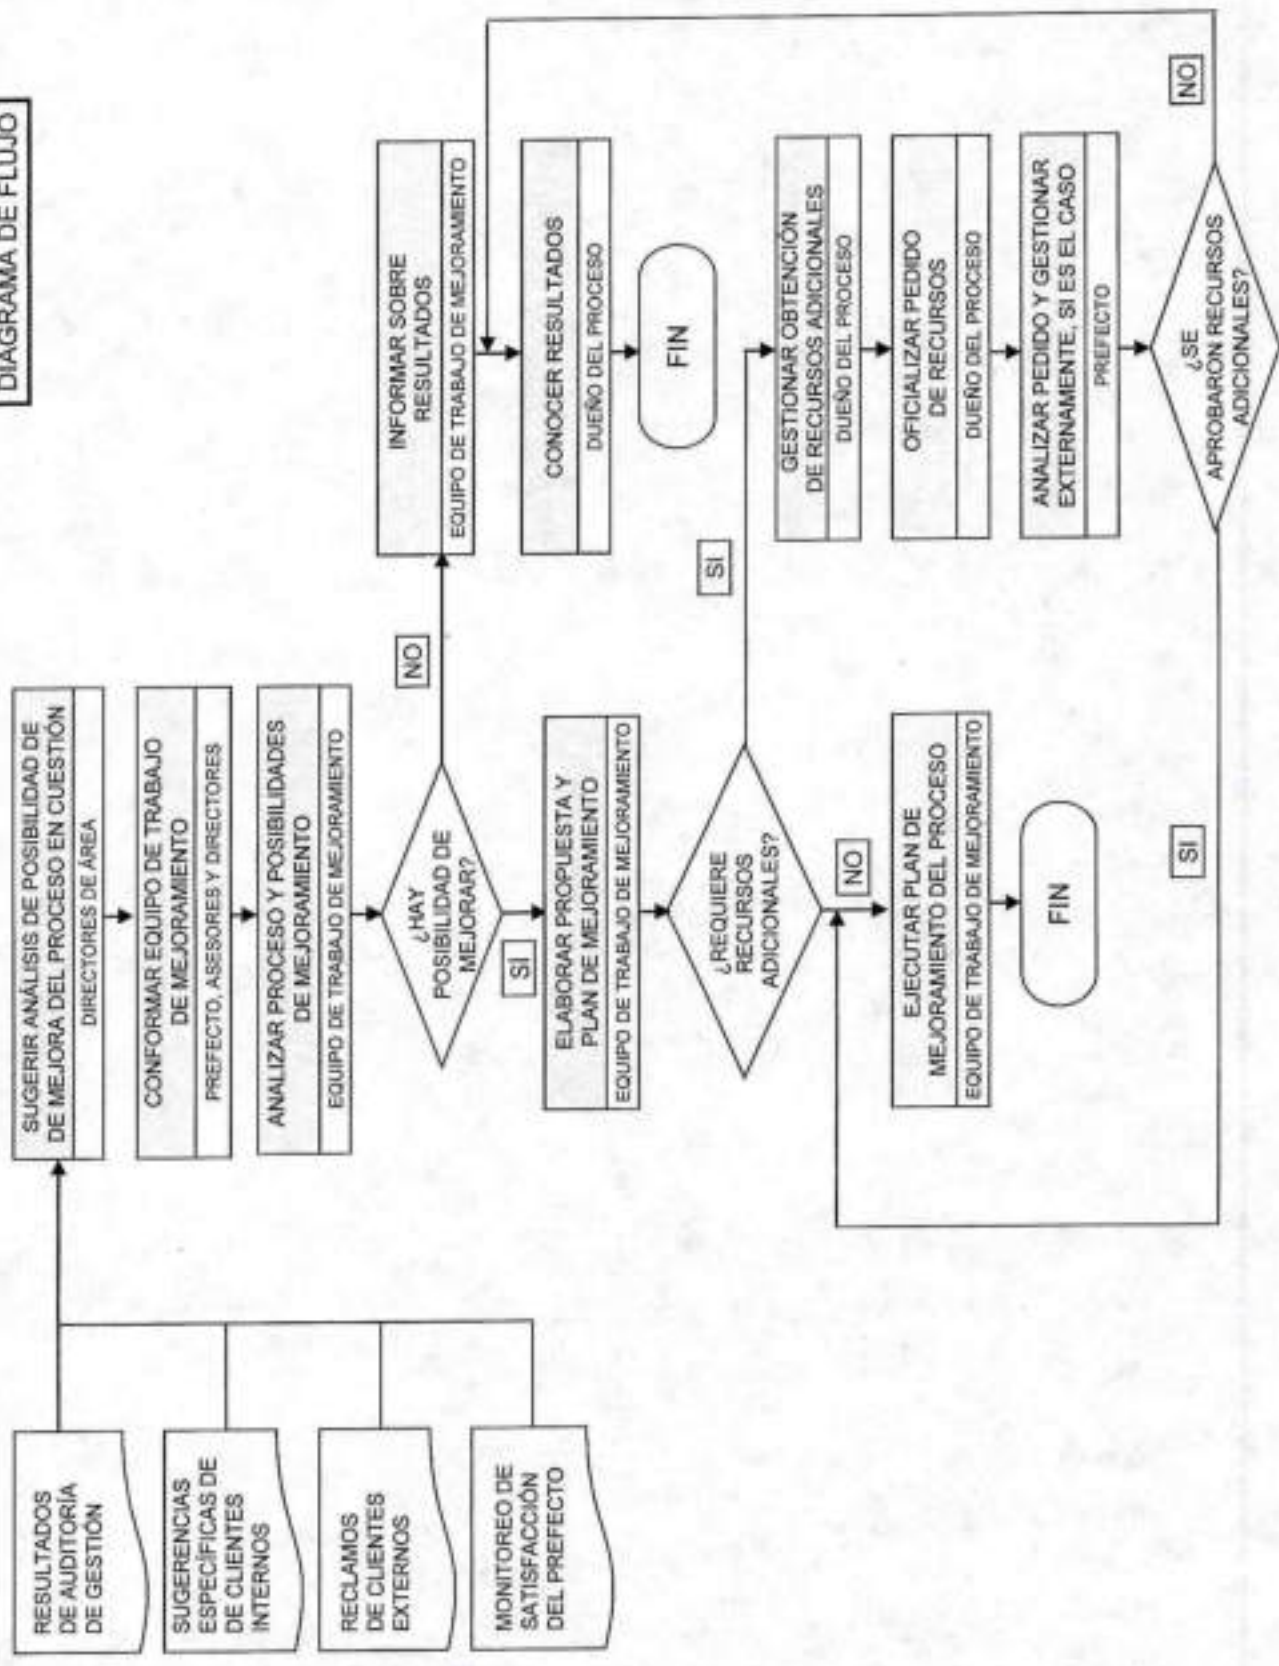 DIAGRAMA DE FLUJO
RESULTADOS
DE AUDITORÍA
DE GESTIÓN
SUGERENCIAS
ESPECÍFICAS DE
DE CLIENTES
INTERNOS
RECLAMOS
DE CLIENTES
EXTERNOS
MONITOREO DE
SATISFACCIÓN
DEL PREFECTO
SUGERIR ANÁLISIS DE POSIBILIDAD DE
DE MEJORA DEL PROCESO EN CUESTIÓN
DIRECTORES DE ÁREA
CONFORMAR EQUIPO DE TRABAJO
DE MEJORAMIENTO
PREFECTO, ASESORES Y DIRECTORES
ANALIZAR PROCESO Y POSIBILIDADES
DE MEJORAMIENTO
EQUIPO DE TRABAJO DE MEJORAMIENTO
¿HAY
POSIBILIDAD DE
MEJORAR?
NO
SÍ
INFORMAR SOBRE
RESULTADOS
EQUIPO DE TRABAJO DE MEJORAMIENTO
CONOCER RESULTADOS
DUEÑO DEL PROCESO
FIN
ELABORAR PROPUESTA Y
PLAN DE MEJORAMIENTO
EQUIPO DE TRABAJO DE MEJORAMIENTO
¿REQUIERE
RECURSOS
ADICIONALES?
SI
NO
GESTIONAR OBTENCIÓN
DE RECURSOS ADICIONALES
DUEÑO DEL PROCESO
OFICIALIZAR PEDIDO
DE RECURSOS
DUEÑO DEL PROCESO
ANALIZAR PEDIDO Y GESTIONAR
EXTERNAMENTE, SI ES EL CASO
PREFECTO
¿SE
APROBARON RECURSOS
ADICIONALES?
NO
SI
EJECUTAR PLAN DE
MEJORAMIENTO DEL PROCESO
EQUIPO DE TRABAJO DE MEJORAMIENTO
FIN